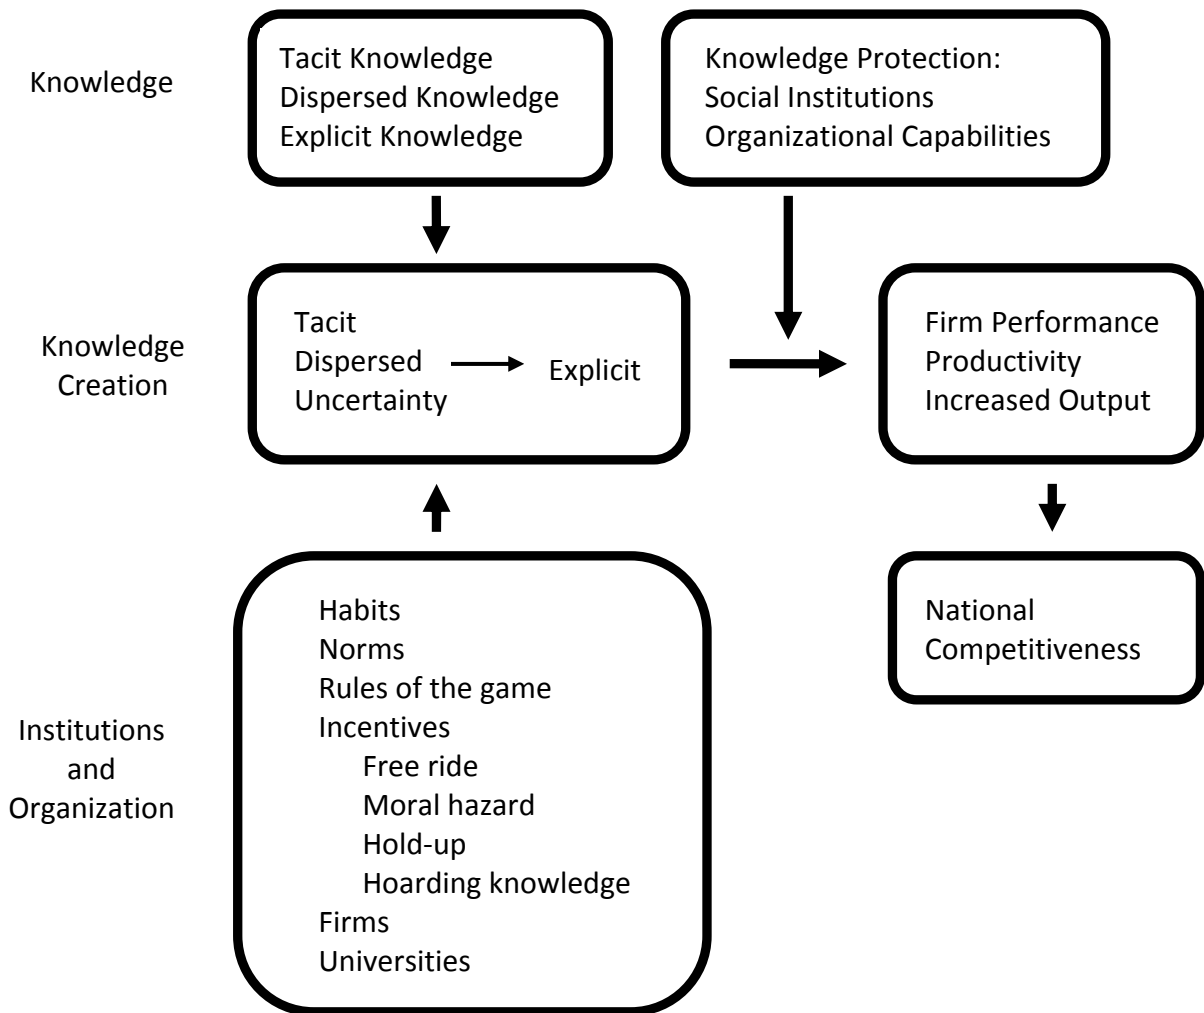 Knowledge
Tacit Knowledge
Dispersed Knowledge
Explicit Knowledge
Knowledge Protection:
Social Institutions
Organizational Capabilities
Knowledge
Creation
Tacit
Dispersed
Uncertainty
Explicit
Firm Performance
Productivity
Increased Output
Institutions
and
Organization
Habits
Norms
Rules of the game
Incentives
Free ride
Moral hazard
Hold-up
Hoarding knowledge
Firms
Universities
National
Competitiveness